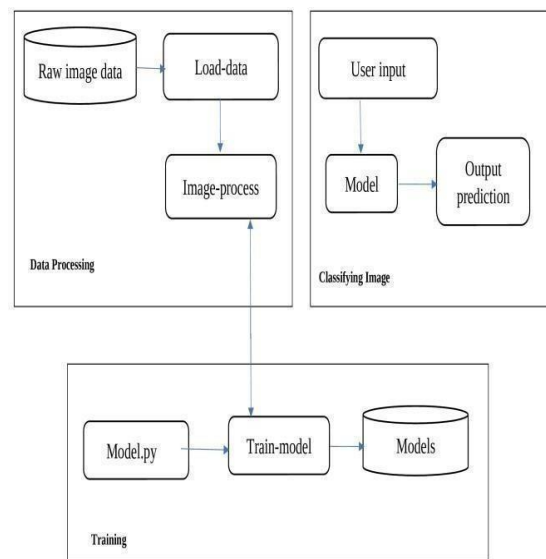 Raw image data
Load-data
Image-process
Data Processing
User input
Model
Output
prediction
Classifying Image
Model.py
Train-model
Models
Training